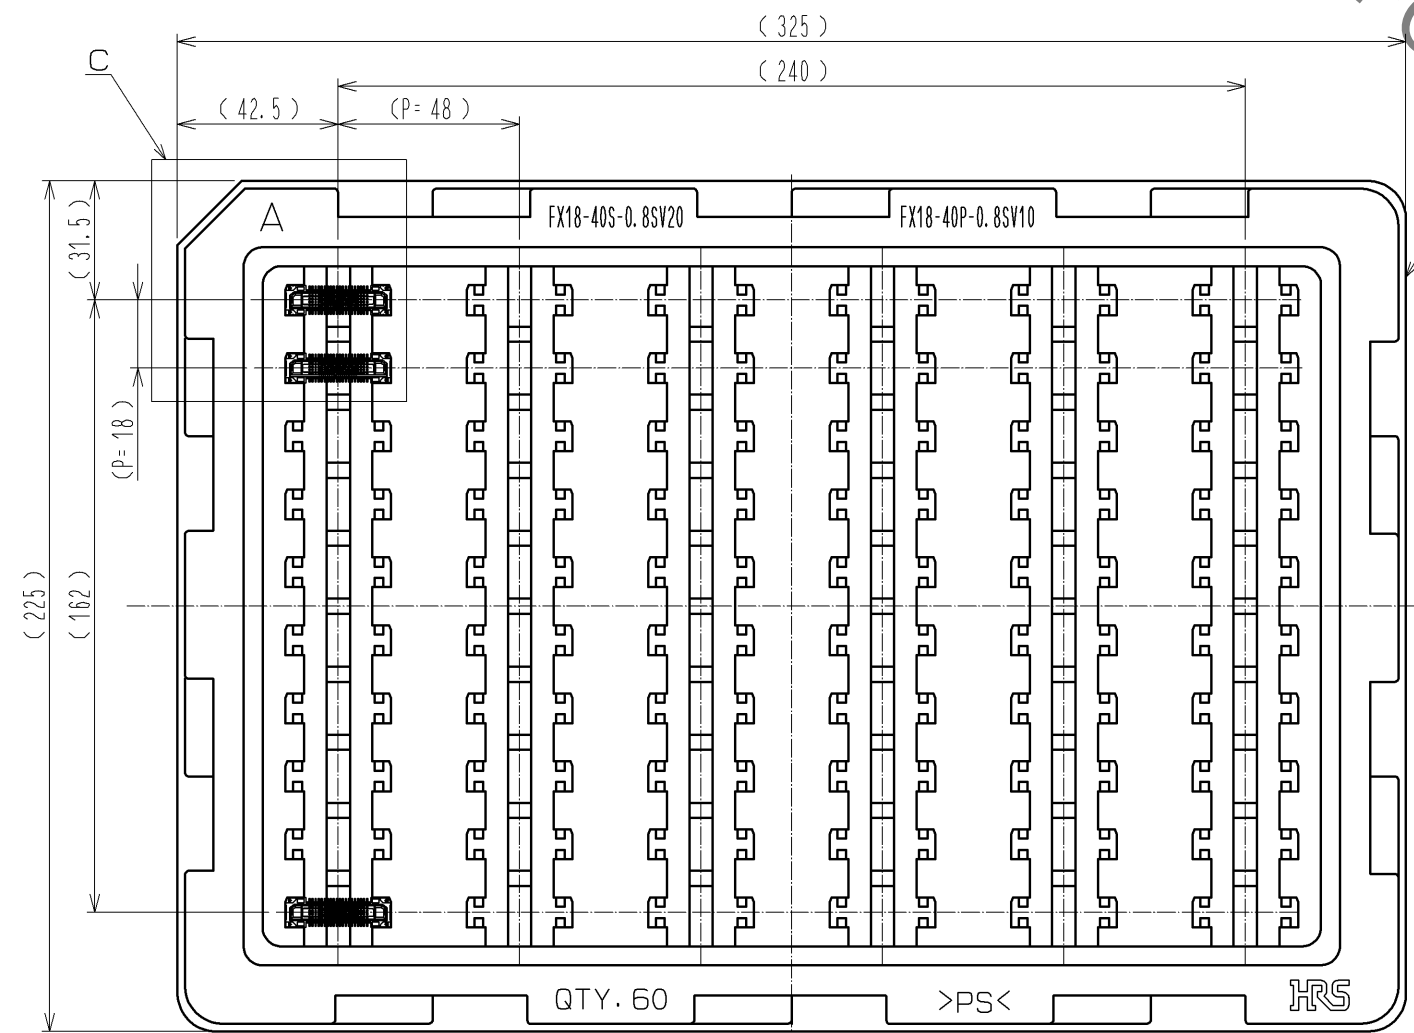 ( 325 )
( 240 )
C
( 42.5 )
(P= 48 )
A
FX18-40S-0.8SV20
FX18-40P-0.8SV10
( 31.5 )
(P= 18 )
( 225 )
( 162 )
QTY. 60
>PS<
HRS